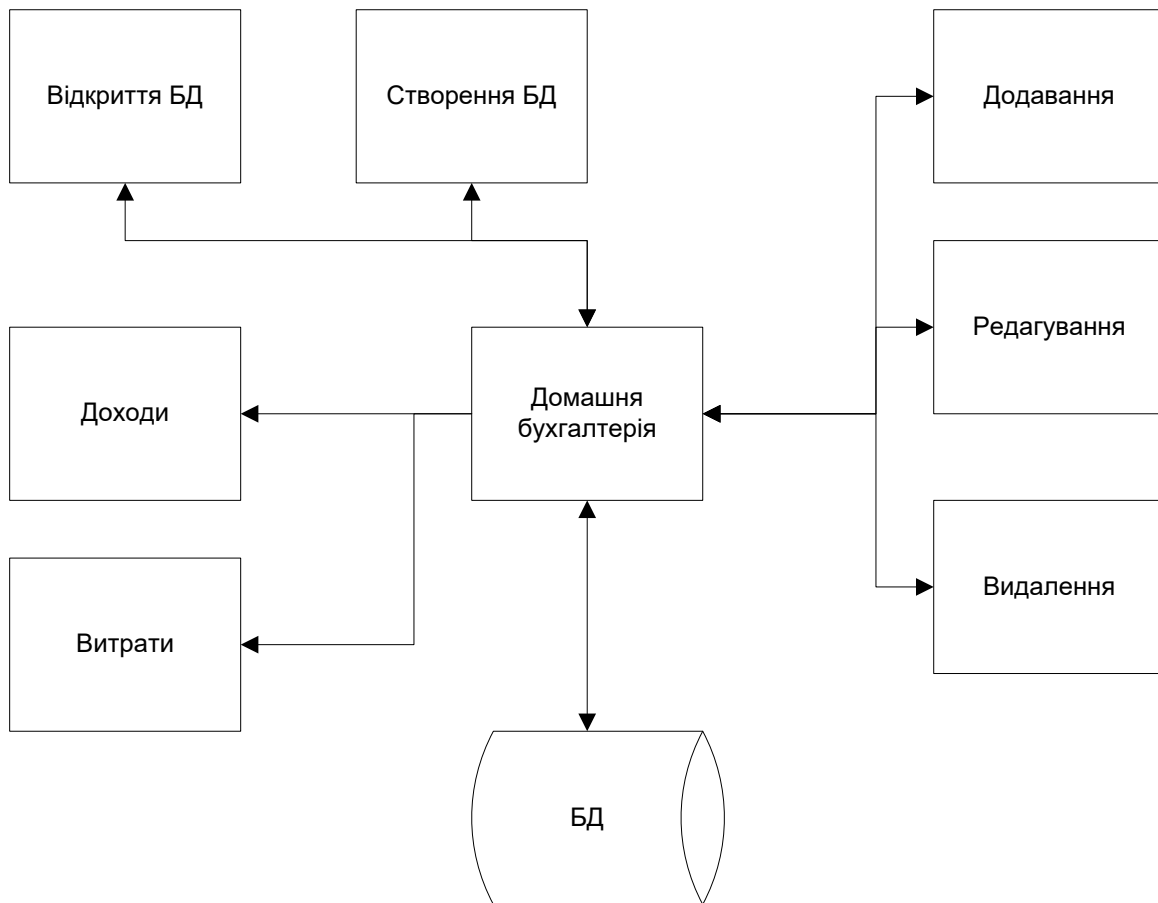 Відкриття БД
Створення БД
Додавання
Редагування
Доходи
Домашня
бухгалтерія
Видалення
Витрати
БД